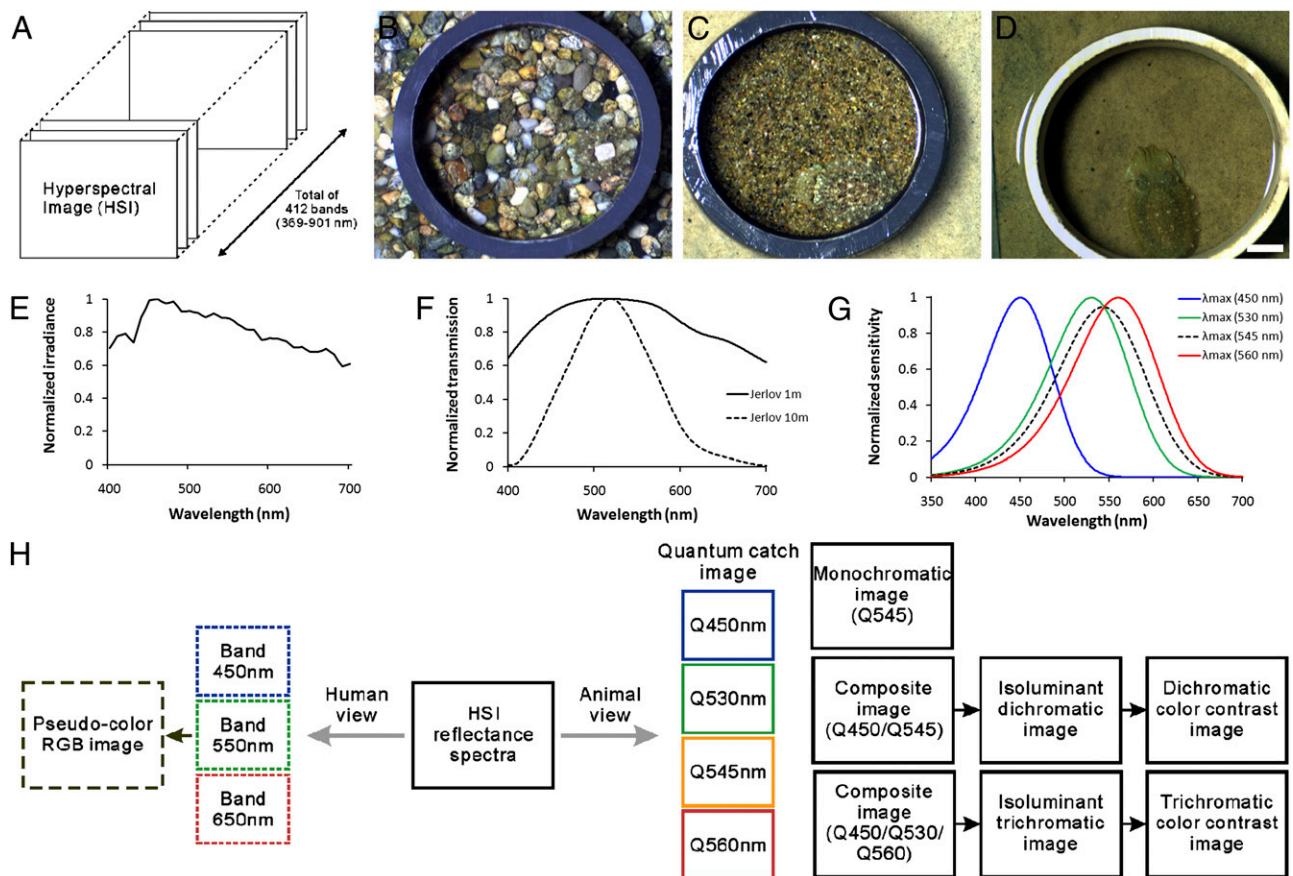 A
Hyperspectral
Image (HSI)
Total of
412 bands
(369-901 nm)
B
C
D
E
Normalized irradiance
1
0.8
0.6
0.4
0.2
0
400
500
600
700
Wavelength (nm)
F
Normalized transmission
1
0.8
0.6
0.4
0.2
0
400
500
600
700
Wavelength (nm)
Jerlov 1m
Jerlov 10m
G
Normalized sensitivity
1
0.8
0.6
0.4
0.2
0
350
400
450
500
550
600
650
700
Wavelength (nm)
λmax (450 nm)
λmax (530 nm)
λmax (545 nm)
λmax (560 nm)
H
Pseudo-color
RGB image
Band
450nm
Band
550nm
Band
650nm
Human
view
HSI
reflectance
spectra
Animal
view
Quantum catch
image
Q450nm
Q530nm
Q545nm
Q560nm
Monochromatic
image
(Q545)
Composite
image
(Q450/Q545)
Isoluminant
dichromatic
image
Dichromatic
color contrast
image
Composite
image
(Q450/Q530/
Q560)
Isoluminant
trichromatic
image
Trichromatic
color contrast
image